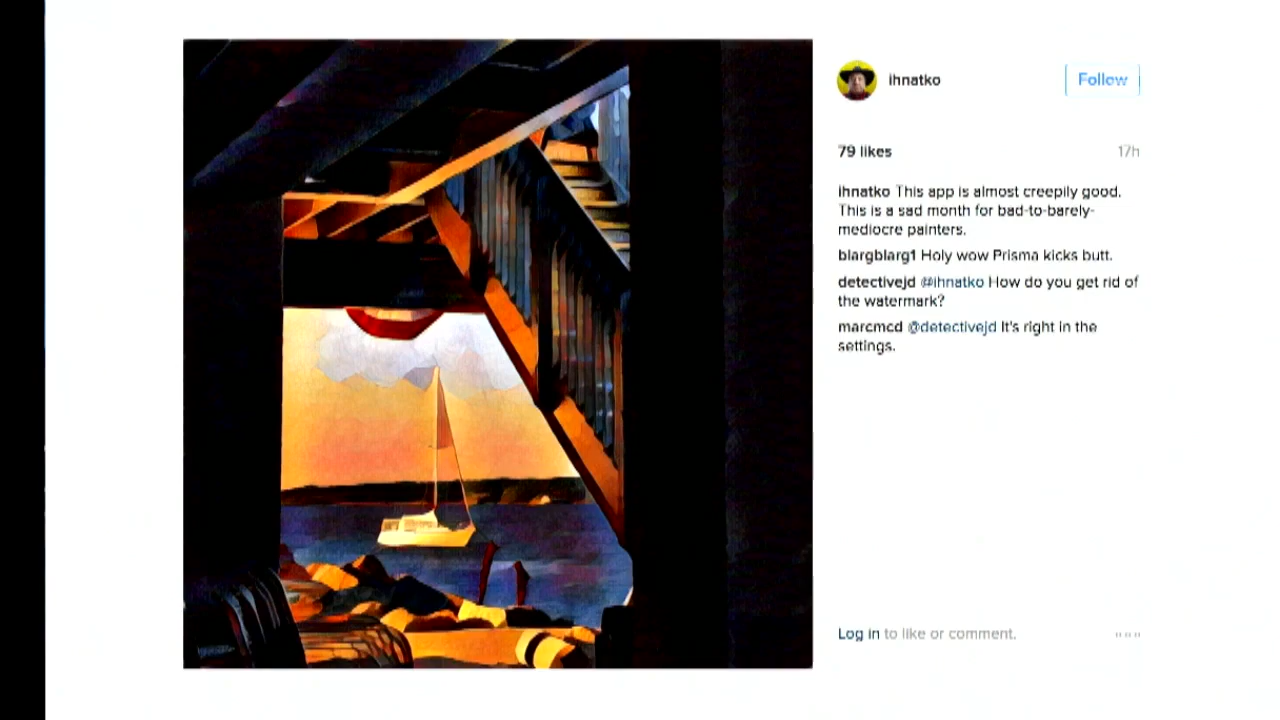 ihnatko
Follow
79 likes
17h
ihnatko This app is almost creepily good.
This is a sad month for bad-to-barely-
mediocre painters.
blargblarg1 Holy wow Prisma kicks butt.
detectivejd @ihnatko How do you get rid of
the watermark?
marcmcd @detectivejd It's right in the
settings.
Log in to like or comment.